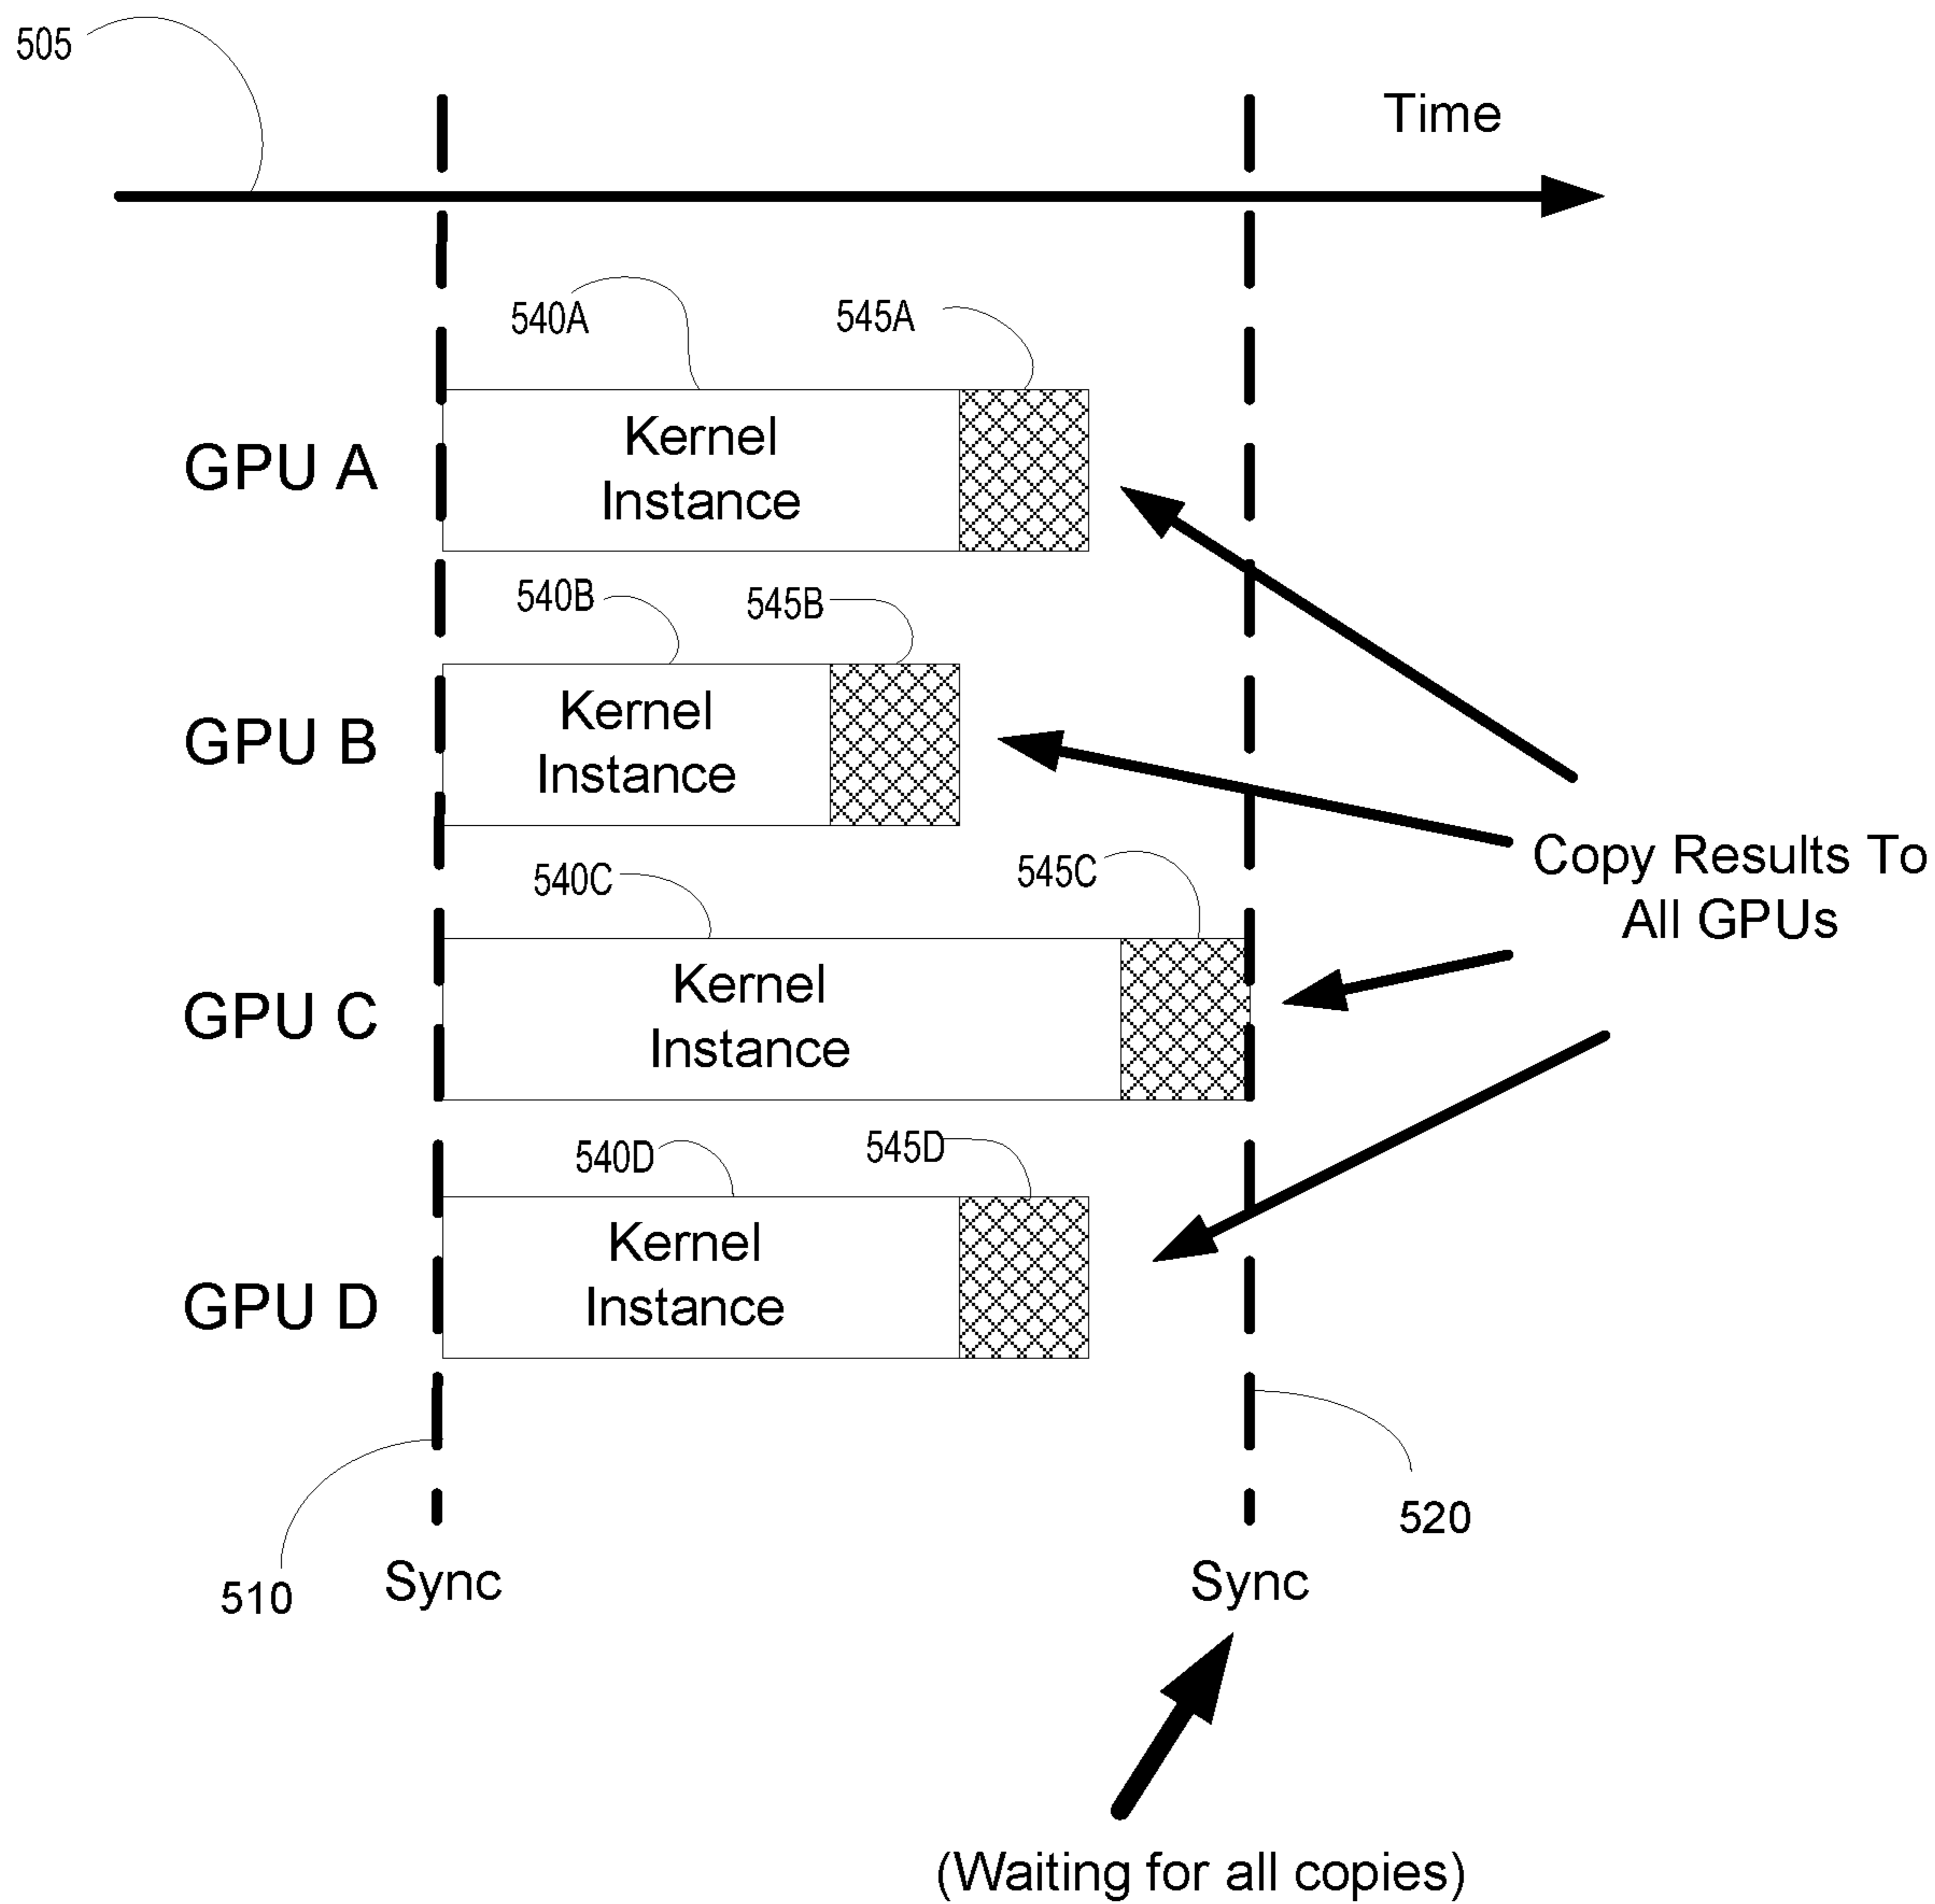 505
Time
540A
545A
GPU A
Kernel
Instance
540B
545B
GPU B
Kernel
Instance
Copy Results To
All GPUs
540C
545C
GPU C
Kernel
Instance
540D
545D
GPU D
Kernel
Instance
520
510
Sync
Sync
(Waiting for all copies)